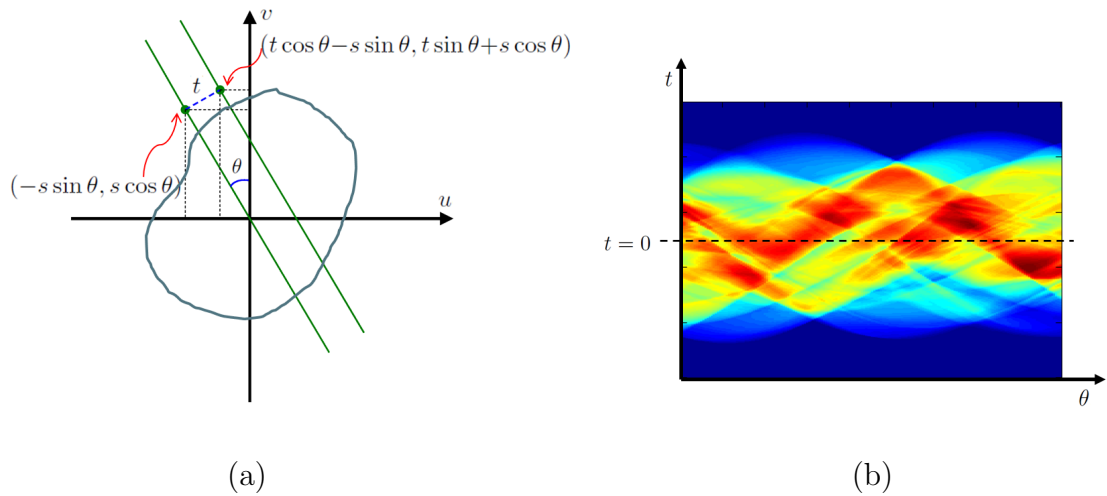 v
(t cos θ−s sin θ, t sin θ+s cos θ)
t
θ
(−s sin θ, s cos θ)
u
(a)
t
t = 0
θ
(b)